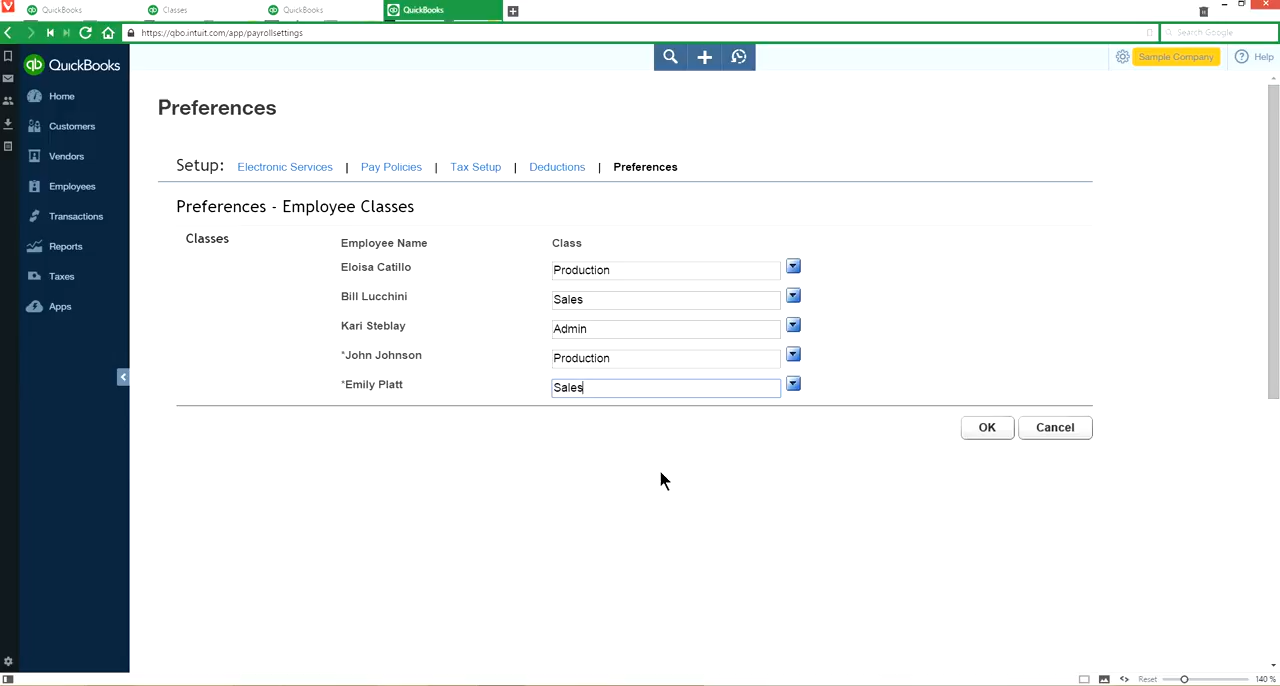 QuickBooks Classes QuickBooks QuickBooks
https://qbo.intuit.com/app/payrollsettings Search Google
qb QuickBooks Sample Company ? Help
Home
Customers
Vendors
Employees
Transactions
Reports
Taxes
Apps
Preferences
Setup: Electronic Services | Pay Policies | Tax Setup | Deductions | Preferences
Preferences - Employee Classes
Classes
Employee Name Class
Eloisa Catillo Production
Bill Lucchini Sales
Kari Steblay Admin
*John Johnson Production
*Emily Platt Sales
OK Cancel
Reset 140 %